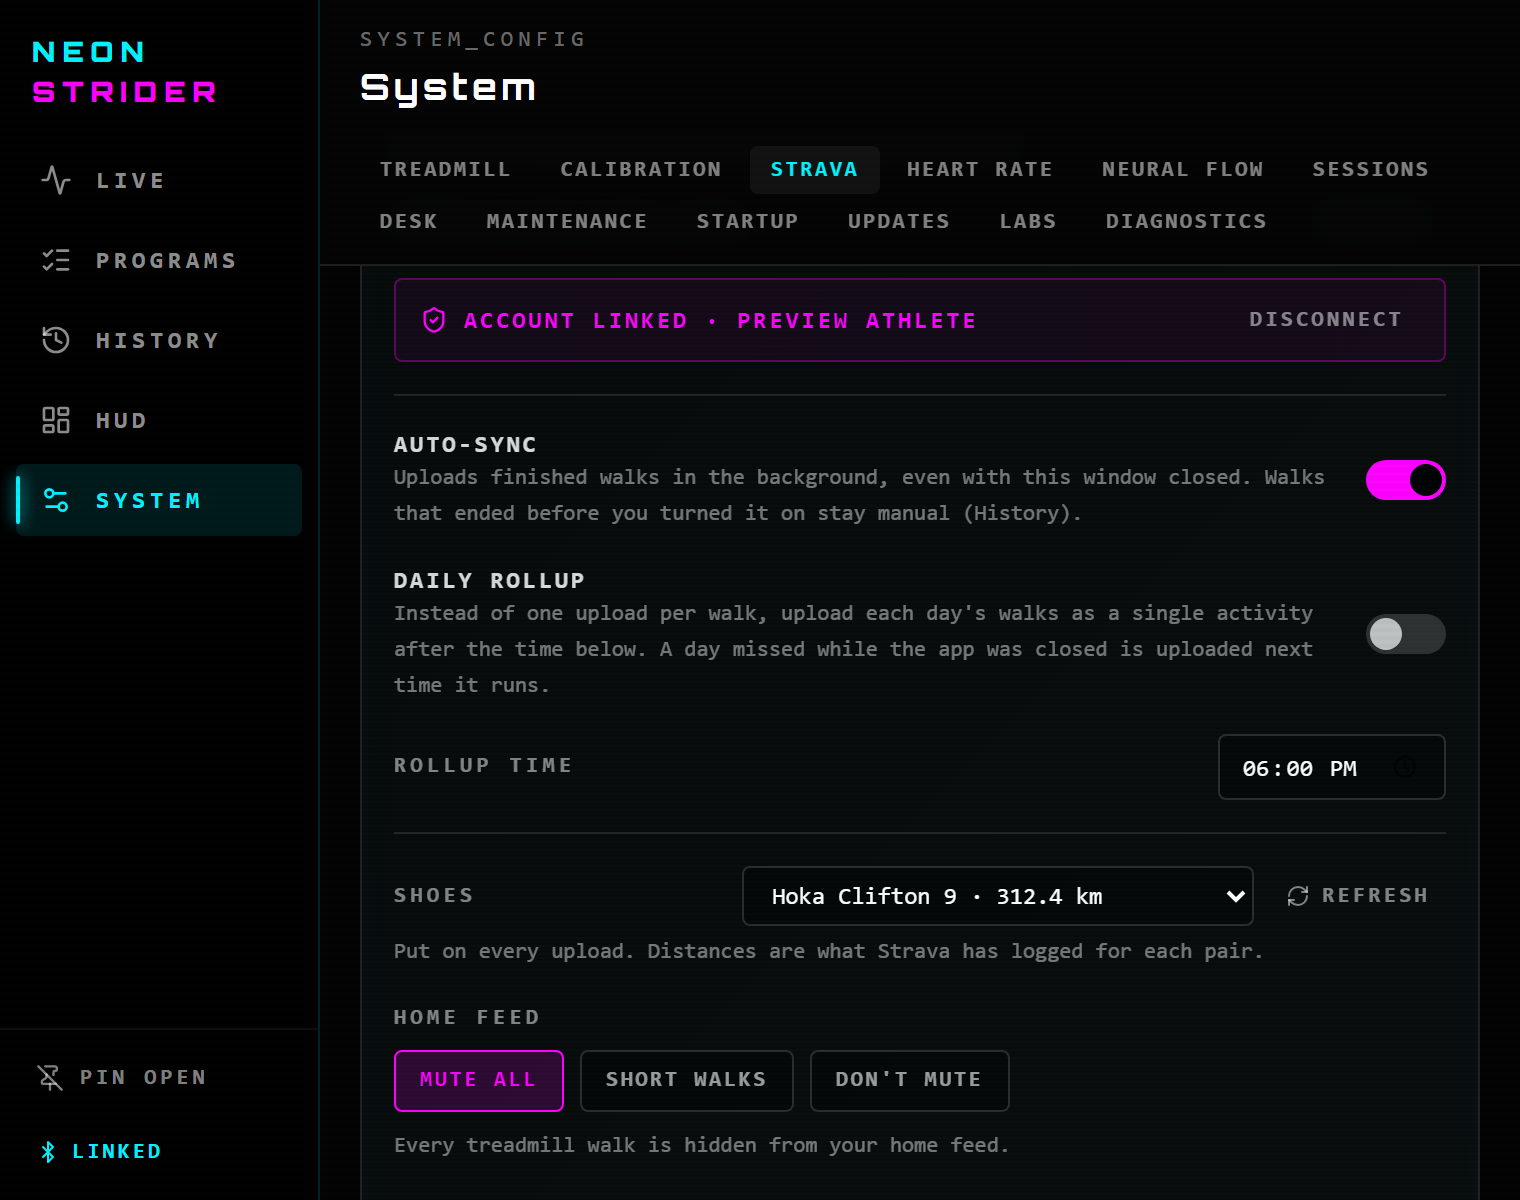 NEON
STRIDER
LIVE
PROGRAMS
HISTORY
HUD
SYSTEM
PIN OPEN
LINKED
SYSTEM_CONFIG
System
TREADMILL CALIBRATION STRAVA HEART RATE NEURAL FLOW SESSIONS
DESK MAINTENANCE STARTUP UPDATES LABS DIAGNOSTICS
ACCOUNT LINKED · PREVIEW ATHLETE DISCONNECT
AUTO-SYNC
Uploads finished walks in the background, even with this window closed. Walks
that ended before you turned it on stay manual (History).
DAILY ROLLUP
Instead of one upload per walk, upload each day's walks as a single activity
after the time below. A day missed while the app was closed is uploaded next
time it runs.
ROLLUP TIME 06:00 PM
SHOES Hoka Clifton 9 · 312.4 km REFRESH
Put on every upload. Distances are what Strava has logged for each pair.
HOME FEED
MUTE ALL SHORT WALKS DON'T MUTE
Every treadmill walk is hidden from your home feed.